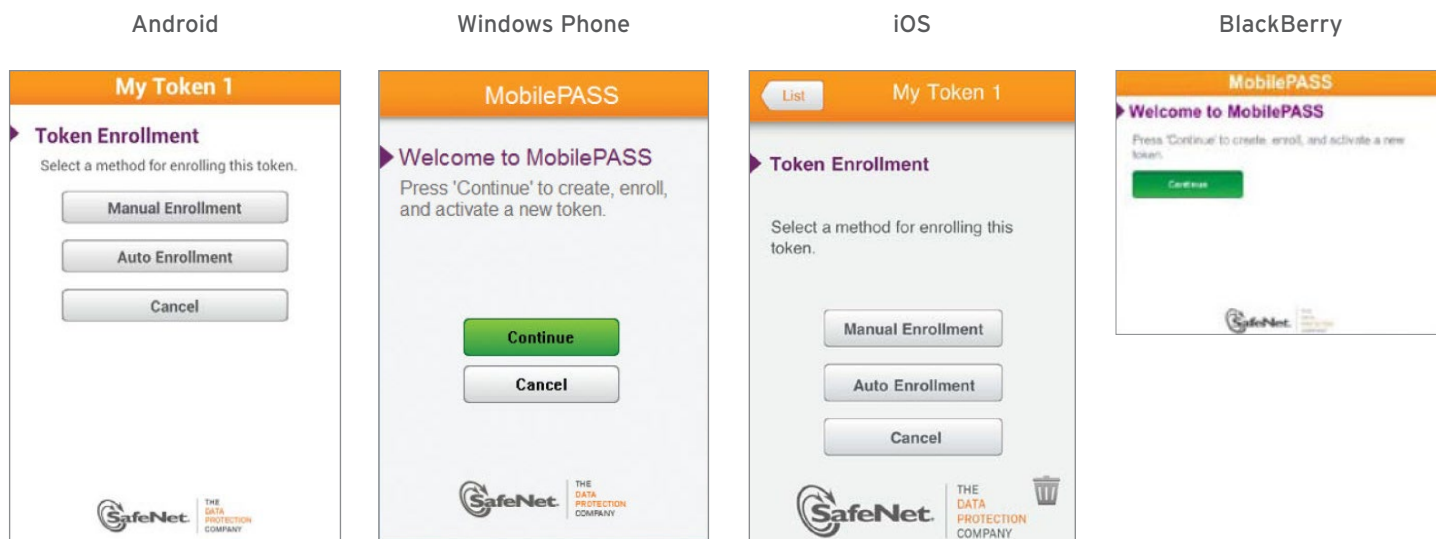 Android
Windows Phone
iOS
BlackBerry
My Token 1
Token Enrollment
Select a method for enrolling this token.
Manual Enrollment
Auto Enrollment
Cancel
SafeNet.
THE
DATA
PROTECTION
COMPANY
MobilePASS
Welcome to MobilePASS
Press 'Continue' to create, enroll,
and activate a new token.
Continue
Cancel
SafeNet.
THE
DATA
PROTECTION
COMPANY
List
My Token 1
Token Enrollment
Select a method for enrolling this
token.
Manual Enrollment
Auto Enrollment
Cancel
SafeNet.
THE
DATA
PROTECTION
COMPANY
MobilePASS
Welcome to MobilePASS
Press 'Continue' to create, enroll, and activate a new
token.
Continue
SafeNet.